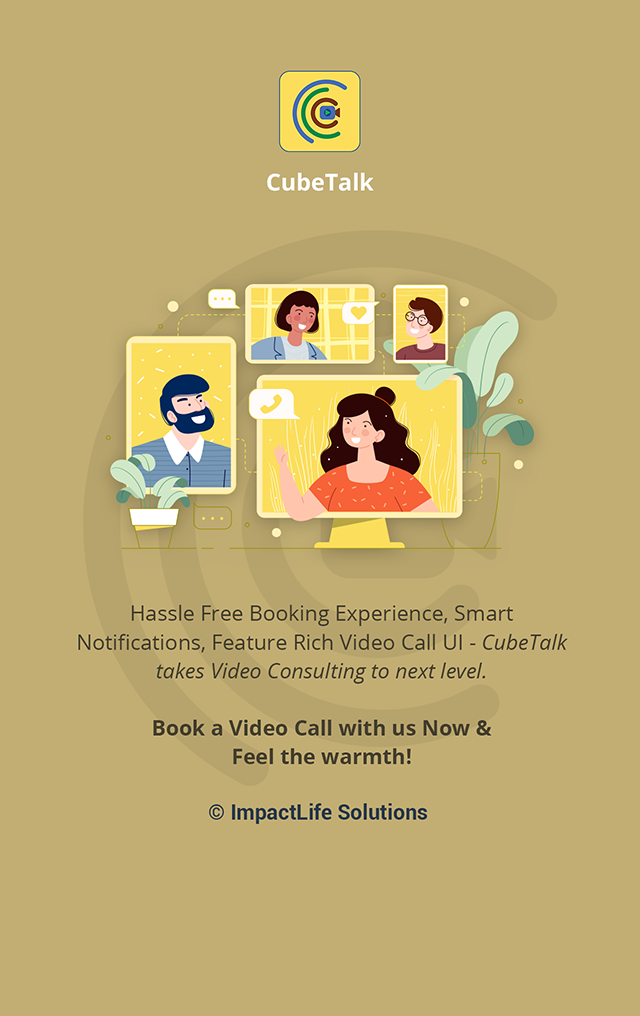 CubeTalk
Hassle Free Booking Experience, Smart
Notifications, Feature Rich Video Call UI - CubeTalk
takes Video Consulting to next level.
Book a Video Call with us Now &
Feel the warmth!
© ImpactLife Solutions